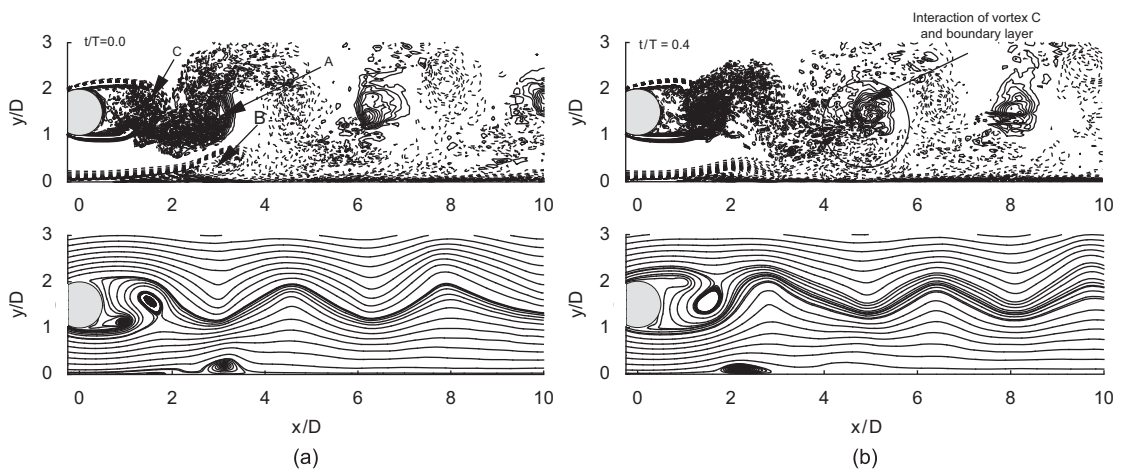 Interaction of vortex C
and boundary layer
3
t/T=0.0
C
A
B
y/D
2
1
0
0 2 4 6 8 10
3
t/T = 0.4
y/D
2
1
0
0 2 4 6 8 10
3
y/D
2
1
0
0 2 4 6 8 10
x/D
(a)
3
y/D
2
1
0
0 2 4 6 8 10
x/D
(b)